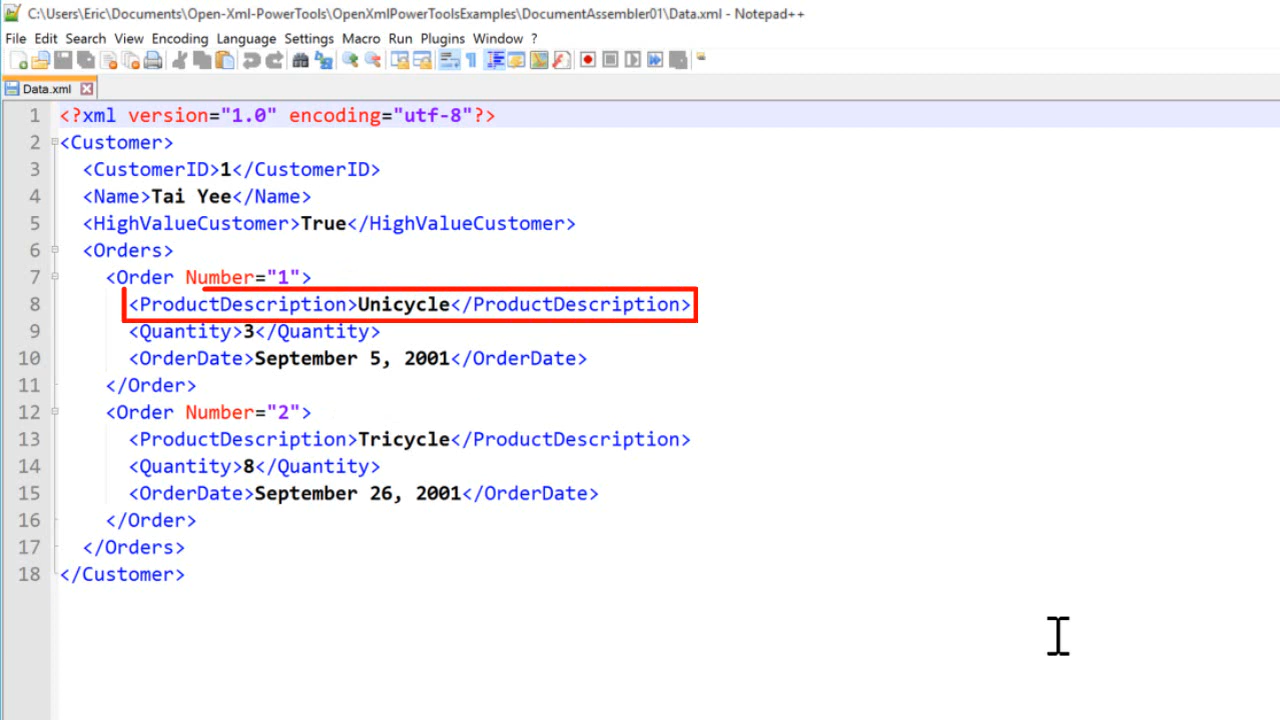 C:\Users\Eric\Documents\Open-Xml-PowerTools\OpenXmlPowerToolsExamples\DocumentAssembler01\Data.xml - Notepad++
File Edit Search View Encoding Language Settings Macro Run Plugins Window ?
Data.xml
1 <?xml version="1.0" encoding="utf-8"?>
2 <Customer>
3 <CustomerID>1</CustomerID>
4 <Name>Tai Yee</Name>
5 <HighValueCustomer>True</HighValueCustomer>
6 <Orders>
7 <Order Number="1">
8 <ProductDescription>Unicycle</ProductDescription>
9 <Quantity>3</Quantity>
10 <OrderDate>September 5, 2001</OrderDate>
11 </Order>
12 <Order Number="2">
13 <ProductDescription>Tricycle</ProductDescription>
14 <Quantity>8</Quantity>
15 <OrderDate>September 26, 2001</OrderDate>
16 </Order>
17 </Orders>
18 </Customer>